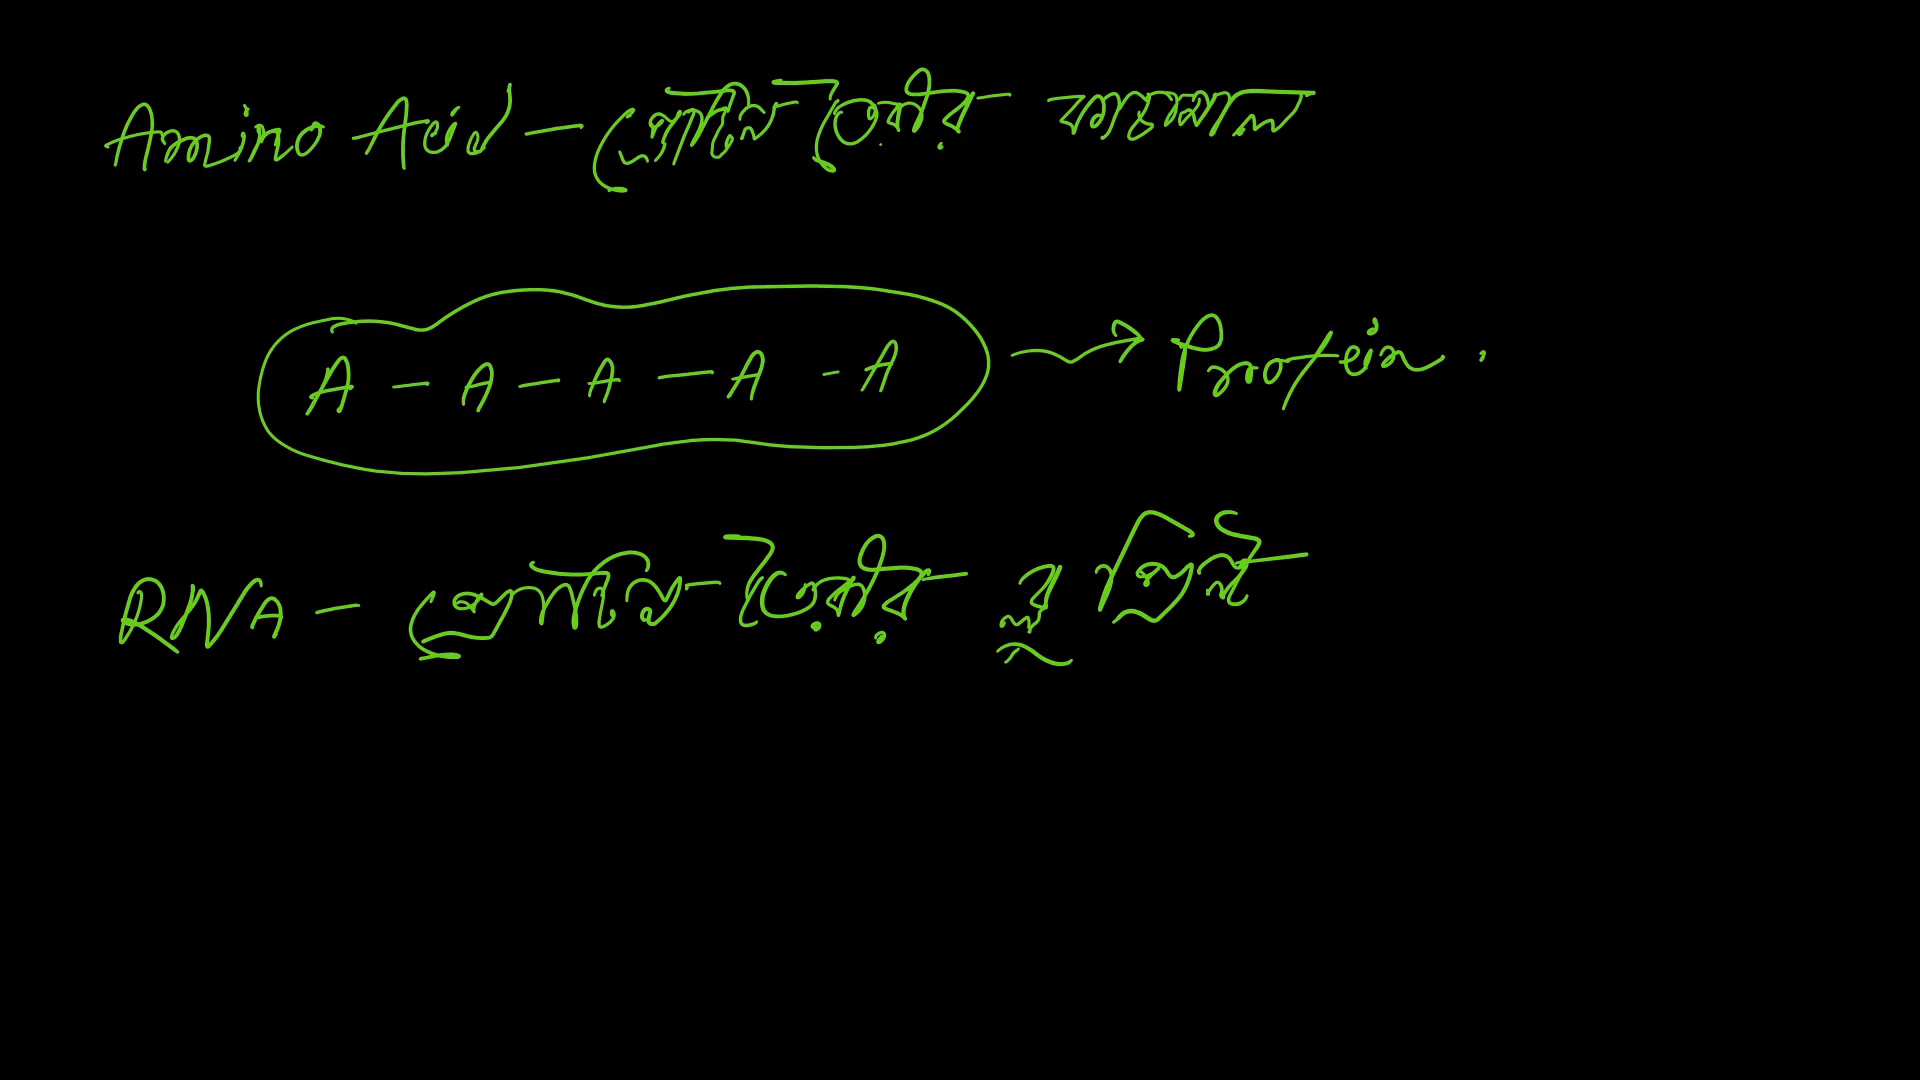 Amino Acid – প্রোটিন তৈরীর কাচামাল
A – A – A – A - A → Protein .
RNA – প্রোটিন তৈরীর ব্লু প্রিন্ট